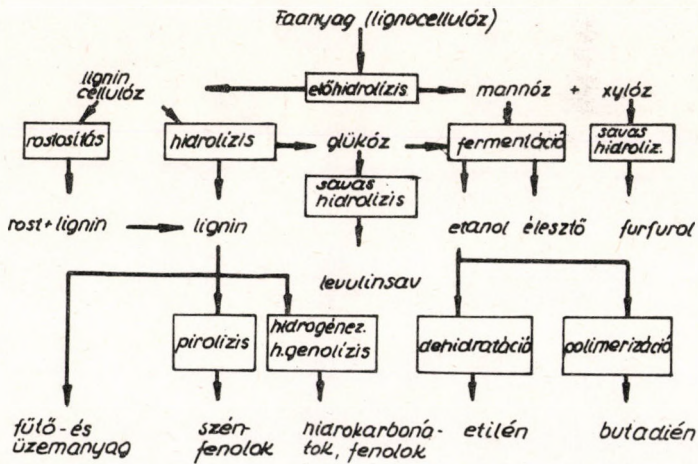 Faanyag (lignocellulóz)
lignin
cellulóz
előhidrolízis
mannóz + xylóz
rostosítás
hidrolízis
glükóz
fermentáció
savas
hidroliz.
savas
hidrolízis
rost+lignin
lignin
etanol élesztő furfurol
levulinsav
pirolízis
hidrogénez.
h.genolízis
dehidratáció
polimerizáció
fűtő-és
üzemanyag
szén-
fenolok
hidrokarboná-
tok, fenolok
etilén
butadién